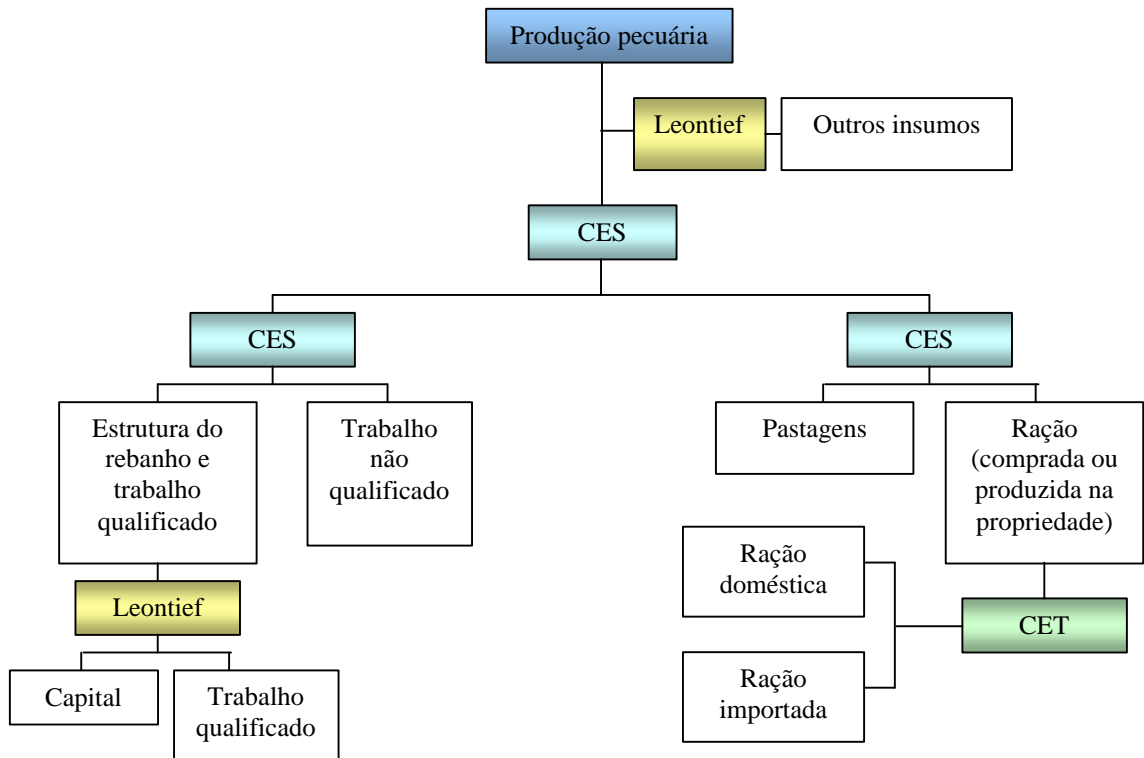 Produção pecuária
Leontief
Outros insumos
CES
CES
CES
Estrutura do
rebanho e
trabalho
qualificado
Trabalho
não
qualificado
Pastagens
Ração
(comprada ou
produzida na
propriedade)
Ração
doméstica
Leontief
CET
Capital
Trabalho
qualificado
Ração
importada